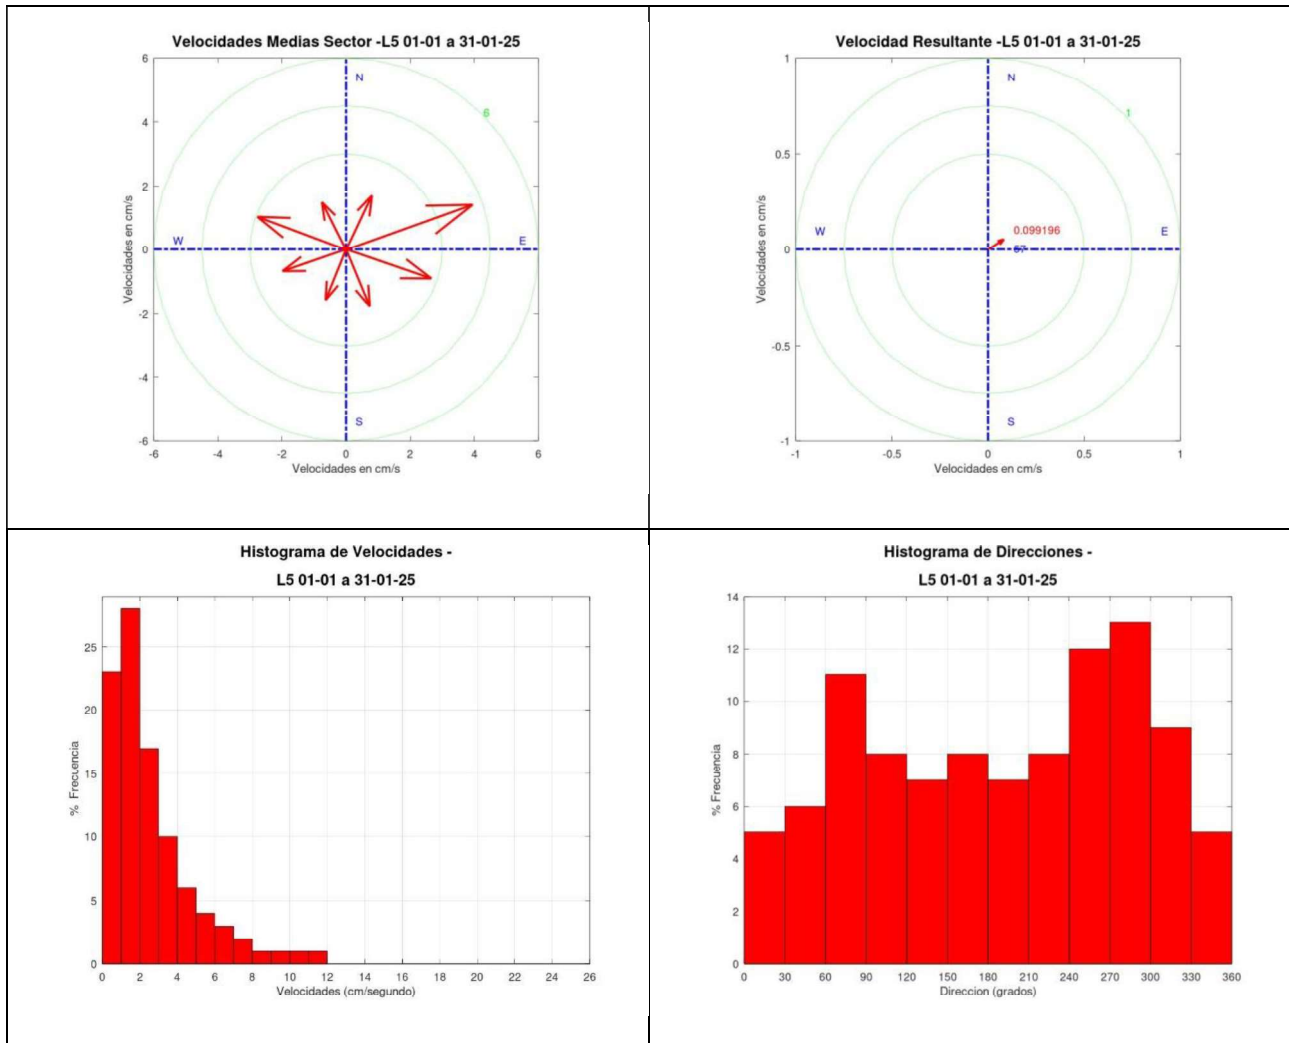 Velocidades Medias Sector -L5 01-01 a 31-01-25
6
N
6
4
2
Velocidades en cm/s
W
E
0
-2
-4
S
-6
-6 -4 -2 0 2 4 6
Velocidades en cm/s
Velocidad Resultante -L5 01-01 a 31-01-25
1
N
1
0.5
Velocidades en cm/s
W
0.099196
E
0
-0.5
S
-1
-1 -0.5 0 0.5 1
Velocidades en cm/s
Histograma de Velocidades -
L5 01-01 a 31-01-25
25
20
15
% Frecuencia
10
5
0
0 2 4 6 8 10 12 14 16 18 20 22 24 26
Velocidades (cm/segundo)
Histograma de Direcciones -
L5 01-01 a 31-01-25
14
12
10
8
% Frecuencia
6
4
2
0
0 30 60 90 120 150 180 210 240 270 300 330 360
Direccion (grados)